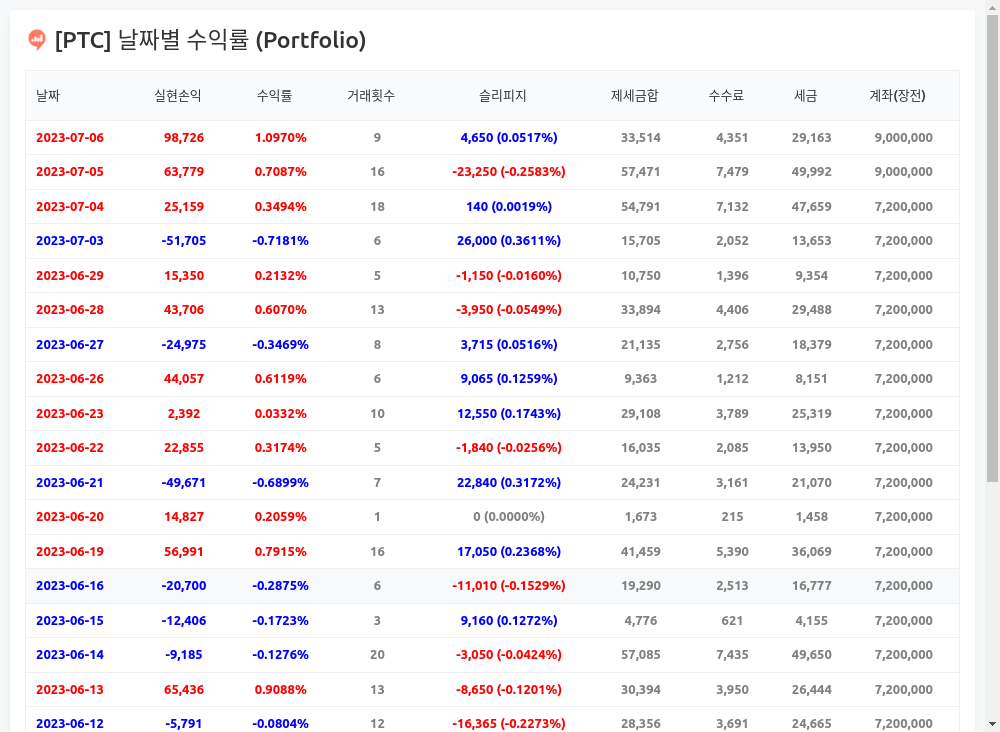 [PTC] 날짜별 수익률 (Portfolio)
날짜 실현손익 수익률 거래횟수 슬리피지 제세금합 수수료 세금 계좌(장전)
2023-07-06 98,726 1.0970% 9 4,650 (0.0517%) 33,514 4,351 29,163 9,000,000
2023-07-05 63,779 0.7087% 16 -23,250 (-0.2583%) 57,471 7,479 49,992 9,000,000
2023-07-04 25,159 0.3494% 18 140 (0.0019%) 54,791 7,132 47,659 7,200,000
2023-07-03 -51,705 -0.7181% 6 26,000 (0.3611%) 15,705 2,052 13,653 7,200,000
2023-06-29 15,350 0.2132% 5 -1,150 (-0.0160%) 10,750 1,396 9,354 7,200,000
2023-06-28 43,706 0.6070% 13 -3,950 (-0.0549%) 33,894 4,406 29,488 7,200,000
2023-06-27 -24,975 -0.3469% 8 3,715 (0.0516%) 21,135 2,756 18,379 7,200,000
2023-06-26 44,057 0.6119% 6 9,065 (0.1259%) 9,363 1,212 8,151 7,200,000
2023-06-23 2,392 0.0332% 10 12,550 (0.1743%) 29,108 3,789 25,319 7,200,000
2023-06-22 22,855 0.3174% 5 -1,840 (-0.0256%) 16,035 2,085 13,950 7,200,000
2023-06-21 -49,671 -0.6899% 7 22,840 (0.3172%) 24,231 3,161 21,070 7,200,000
2023-06-20 14,827 0.2059% 1 0 (0.0000%) 1,673 215 1,458 7,200,000
2023-06-19 56,991 0.7915% 16 17,050 (0.2368%) 41,459 5,390 36,069 7,200,000
2023-06-16 -20,700 -0.2875% 6 -11,010 (-0.1529%) 19,290 2,513 16,777 7,200,000
2023-06-15 -12,406 -0.1723% 3 9,160 (0.1272%) 4,776 621 4,155 7,200,000
2023-06-14 -9,185 -0.1276% 20 -3,050 (-0.0424%) 57,085 7,435 49,650 7,200,000
2023-06-13 65,436 0.9088% 13 -8,650 (-0.1201%) 30,394 3,950 26,444 7,200,000
2023-06-12 -5,791 -0.0804% 12 -16,365 (-0.2273%) 28,356 3,691 24,665 7,200,000